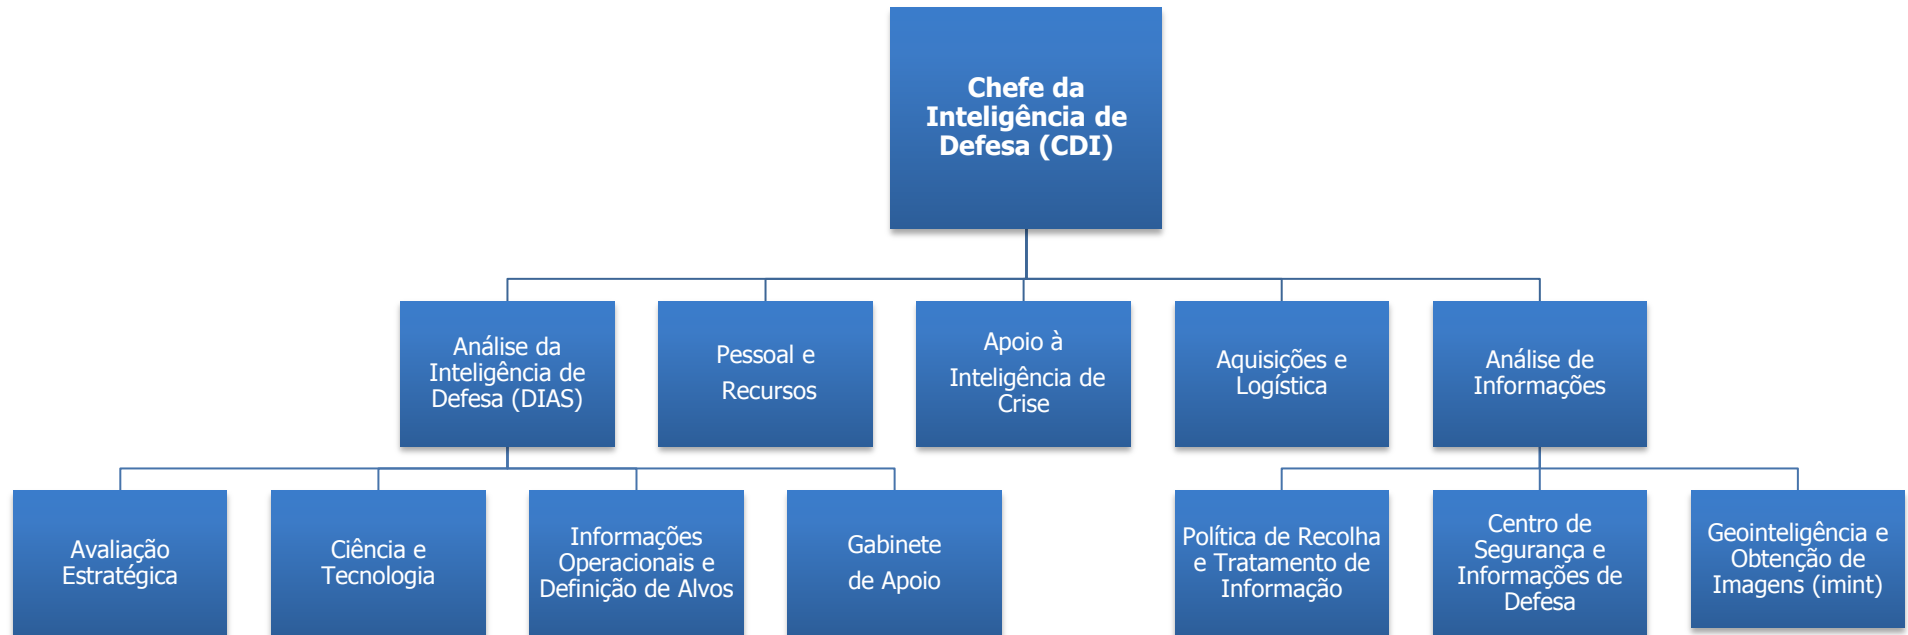 Chefe da
Inteligência de
Defesa (CDI)
Análise da
Inteligência de
Defesa (DIAS)
Pessoal e
Recursos
Apoio à
Inteligência de
Crise
Aquisições e
Logística
Análise de
Informações
Avaliação
Estratégica
Ciência e
Tecnologia
Informações
Operacionais e
Definição de Alvos
Gabinete
de Apoio
Política de Recolha
e Tratamento de
Informação
Centro de
Segurança e
Informações de
Defesa
Geointeligência e
Obtenção de
Imagens (imint)